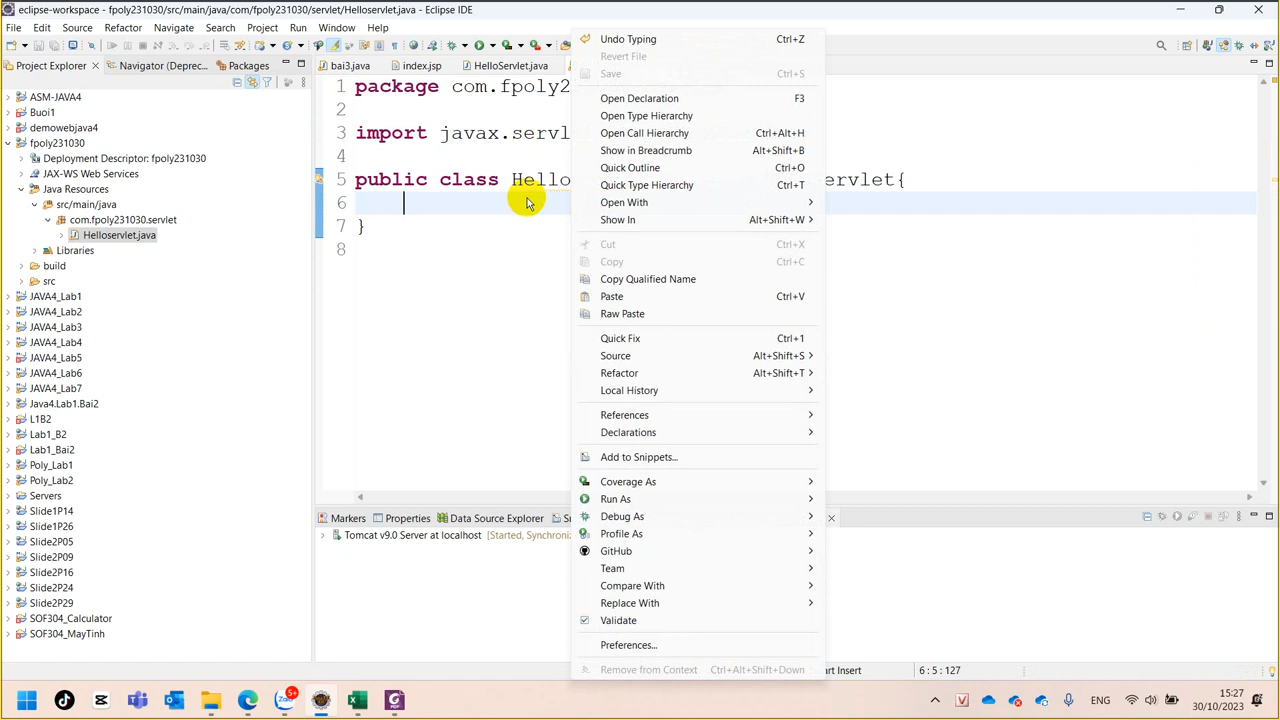 eclipse-workspace - fpoly231030/src/main/java/com/fpoly231030/servlet/Helloservlet.java - Eclipse IDE
File Edit Source Refactor Navigate Search Project Run Window Help
Project Explorer Navigator (Deprec... Packages
bai3.java index.jsp HelloServlet.java
ASM-JAVA4
Buoi1
demowebjava4
fpoly231030
Deployment Descriptor: fpoly231030
JAX-WS Web Services
Java Resources
src/main/java
com.fpoly231030.servlet
Helloservlet.java
Libraries
build
src
JAVA4_Lab1
JAVA4_Lab2
JAVA4_Lab3
JAVA4_Lab4
JAVA4_Lab5
JAVA4_Lab6
JAVA4_Lab7
Java4.Lab1.Bai2
L1B2
Lab1_B2
Lab1_Bai2
Poly_Lab1
Poly_Lab2
Servers
Slide1P14
Slide1P26
Slide2P05
Slide2P09
Slide2P16
Slide2P24
Slide2P29
SOF304_Calculator
SOF304_MayTinh
1 package com.fpoly2
2
3 import javax.servl
4
5 public class Hello ervlet{
6
7 }
8
Undo Typing Ctrl+Z
Revert File
Save Ctrl+S
Open Declaration F3
Open Type Hierarchy
Open Call Hierarchy Ctrl+Alt+H
Show in Breadcrumb Alt+Shift+B
Quick Outline Ctrl+O
Quick Type Hierarchy Ctrl+T
Open With
Show In Alt+Shift+W
Cut Ctrl+X
Copy Ctrl+C
Copy Qualified Name
Paste Ctrl+V
Raw Paste
Quick Fix Ctrl+1
Source Alt+Shift+S
Refactor Alt+Shift+T
Local History
References
Declarations
Add to Snippets...
Coverage As
Run As
Debug As
Profile As
GitHub
Team
Compare With
Replace With
Validate
Preferences...
Remove from Context Ctrl+Alt+Shift+Down
Markers Properties Data Source Explorer Sn
Tomcat v9.0 Server at localhost [Started, Synchroniz
art Insert 6 : 5 : 127
Zalo 5+
ENG 15:27
30/10/2023